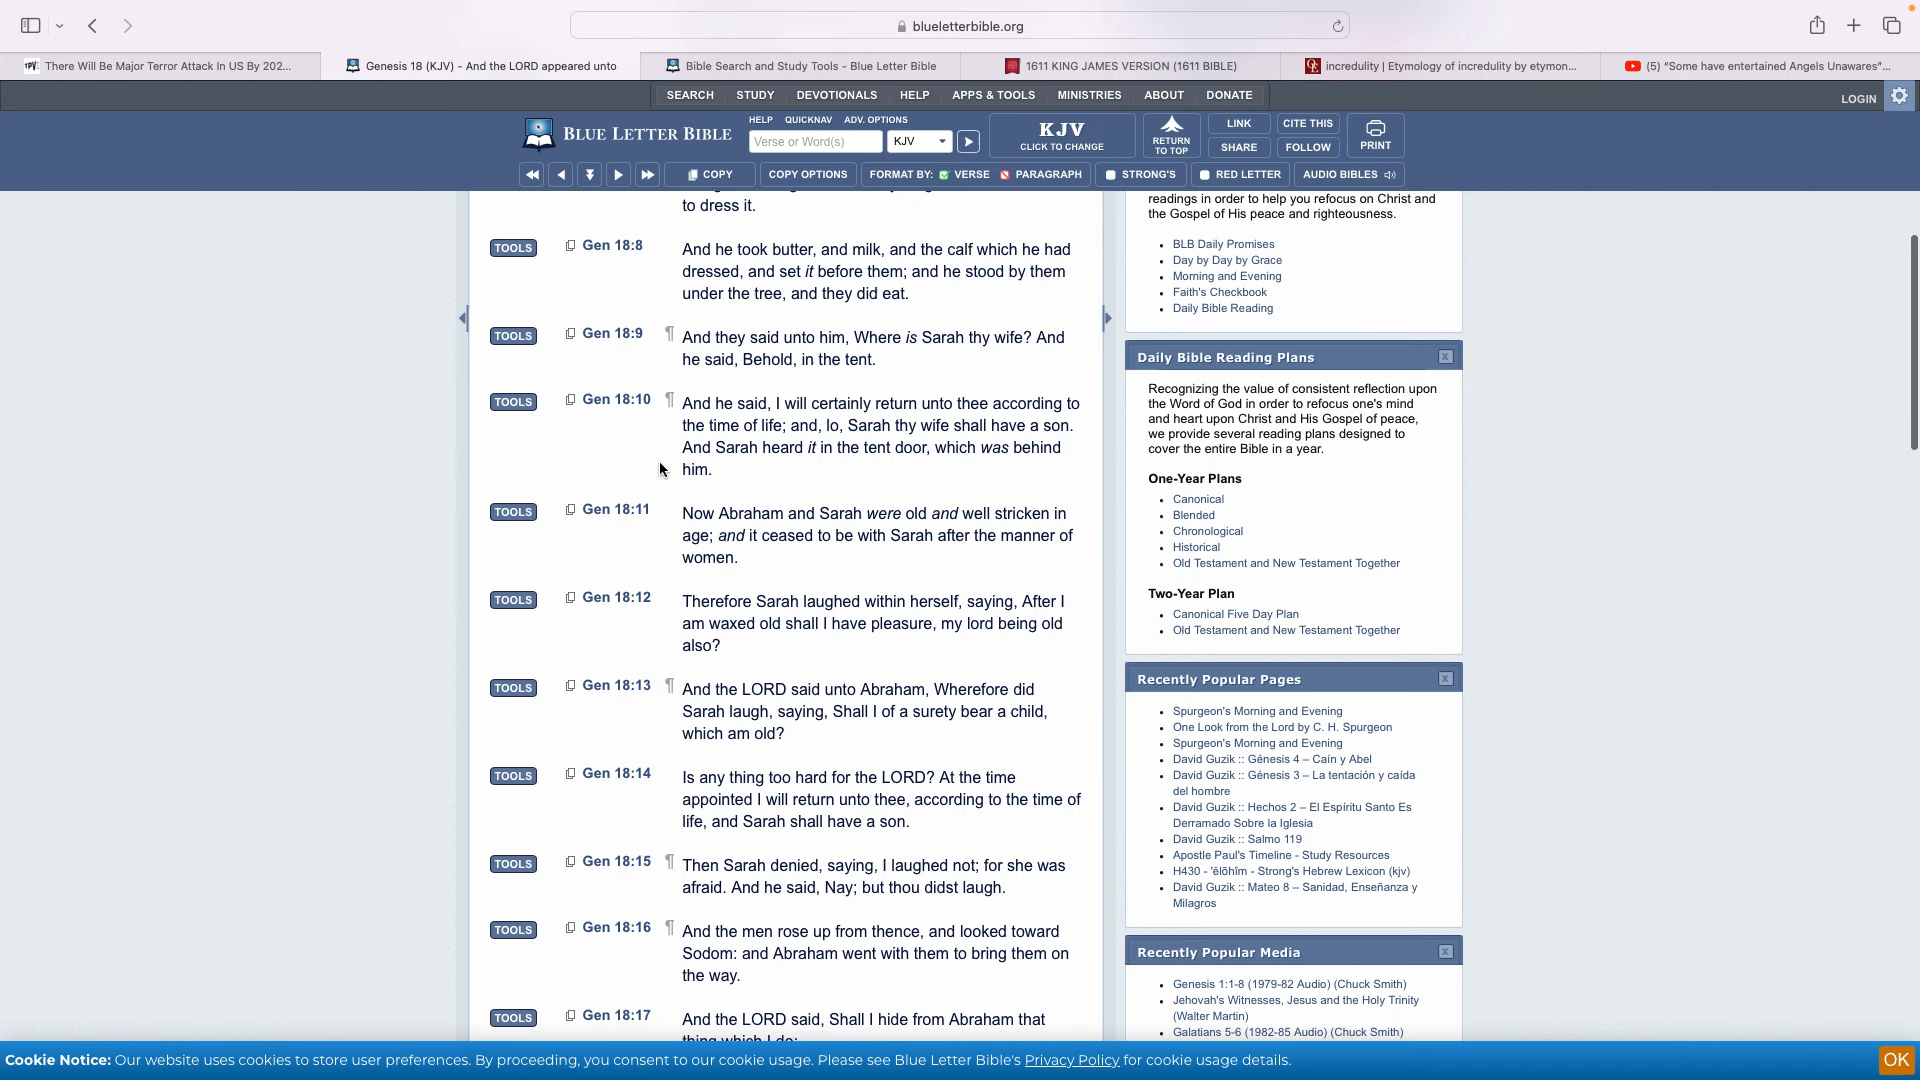 blueletterbible.org
There Will Be Major Terror Attack In US By 202...
Genesis 18 (KJV) - And the LORD appeared unto
Bible Search and Study Tools - Blue Letter Bible
1611 KING JAMES VERSION (1611 BIBLE)
incredulity | Etymology of incredulity by etymon...
(5) “Some have entertained Angels Unawares”...
SEARCH STUDY DEVOTIONALS HELP APPS & TOOLS MINISTRIES ABOUT DONATE
LOGIN
BLUE LETTER BIBLE
HELP QUICKNAV ADV. OPTIONS
Verse or Word(s) KJV
KJV
CLICK TO CHANGE
RETURN
TO TOP
LINK CITE THIS
SHARE FOLLOW
PRINT
COPY COPY OPTIONS FORMAT BY: VERSE PARAGRAPH STRONG'S RED LETTER AUDIO BIBLES
to dress it.
TOOLS Gen 18:8 And he took butter, and milk, and the calf which he had
dressed, and set it before them; and he stood by them
under the tree, and they did eat.
TOOLS Gen 18:9 ¶ And they said unto him, Where is Sarah thy wife? And
he said, Behold, in the tent.
TOOLS Gen 18:10 ¶ And he said, I will certainly return unto thee according to
the time of life; and, lo, Sarah thy wife shall have a son.
And Sarah heard it in the tent door, which was behind
him.
TOOLS Gen 18:11 Now Abraham and Sarah were old and well stricken in
age; and it ceased to be with Sarah after the manner of
women.
TOOLS Gen 18:12 Therefore Sarah laughed within herself, saying, After I
am waxed old shall I have pleasure, my lord being old
also?
TOOLS Gen 18:13 ¶ And the LORD said unto Abraham, Wherefore did
Sarah laugh, saying, Shall I of a surety bear a child,
which am old?
TOOLS Gen 18:14 Is any thing too hard for the LORD? At the time
appointed I will return unto thee, according to the time of
life, and Sarah shall have a son.
TOOLS Gen 18:15 ¶ Then Sarah denied, saying, I laughed not; for she was
afraid. And he said, Nay; but thou didst laugh.
TOOLS Gen 18:16 ¶ And the men rose up from thence, and looked toward
Sodom: and Abraham went with them to bring them on
the way.
TOOLS Gen 18:17 And the LORD said, Shall I hide from Abraham that
thing which I do;
readings in order to help you refocus on Christ and
the Gospel of His peace and righteousness.
BLB Daily Promises
Day by Day by Grace
Morning and Evening
Faith's Checkbook
Daily Bible Reading
Daily Bible Reading Plans
Recognizing the value of consistent reflection upon
the Word of God in order to refocus one's mind
and heart upon Christ and His Gospel of peace,
we provide several reading plans designed to
cover the entire Bible in a year.
One-Year Plans
Canonical
Blended
Chronological
Historical
Old Testament and New Testament Together
Two-Year Plan
Canonical Five Day Plan
Old Testament and New Testament Together
Recently Popular Pages
Spurgeon's Morning and Evening
One Look from the Lord by C. H. Spurgeon
Spurgeon's Morning and Evening
David Guzik :: Génesis 4 – Caín y Abel
David Guzik :: Génesis 3 – La tentación y caída
del hombre
David Guzik :: Hechos 2 – El Espíritu Santo Es
Derramado Sobre la Iglesia
David Guzik :: Salmo 119
Apostle Paul's Timeline - Study Resources
H430 - 'ĕlōhîm - Strong's Hebrew Lexicon (kjv)
David Guzik :: Mateo 8 – Sanidad, Enseñanza y
Milagros
Recently Popular Media
Genesis 1:1-8 (1979-82 Audio) (Chuck Smith)
Jehovah's Witnesses, Jesus and the Holy Trinity
(Walter Martin)
Galatians 5-6 (1982-85 Audio) (Chuck Smith)
Cookie Notice: Our website uses cookies to store user preferences. By proceeding, you consent to our cookie usage. Please see Blue Letter Bible's Privacy Policy for cookie usage details.
OK